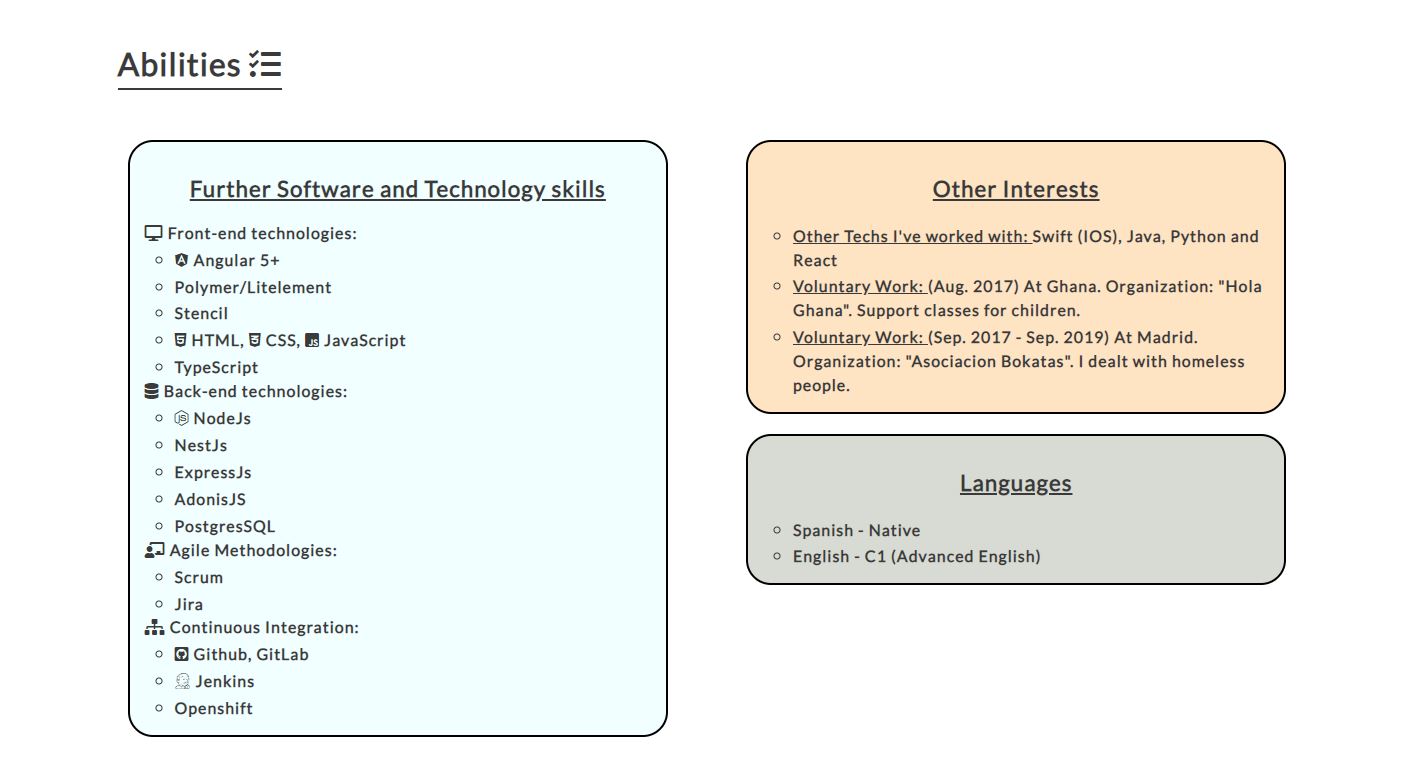 Abilities
Further Software and Technology skills
Front-end technologies:
Angular 5+
Polymer/Litelement
Stencil
HTML, CSS, JavaScript
TypeScript
Back-end technologies:
NodeJs
NestJs
ExpressJs
AdonisJS
PostgresSQL
Agile Methodologies:
Scrum
Jira
Continuous Integration:
Github, GitLab
Jenkins
Openshift
Other Interests
Other Techs I've worked with: Swift (IOS), Java, Python and
React
Voluntary Work: (Aug. 2017) At Ghana. Organization: "Hola
Ghana". Support classes for children.
Voluntary Work: (Sep. 2017 - Sep. 2019) At Madrid.
Organization: "Asociacion Bokatas". I dealt with homeless
people.
Languages
Spanish - Native
English - C1 (Advanced English)